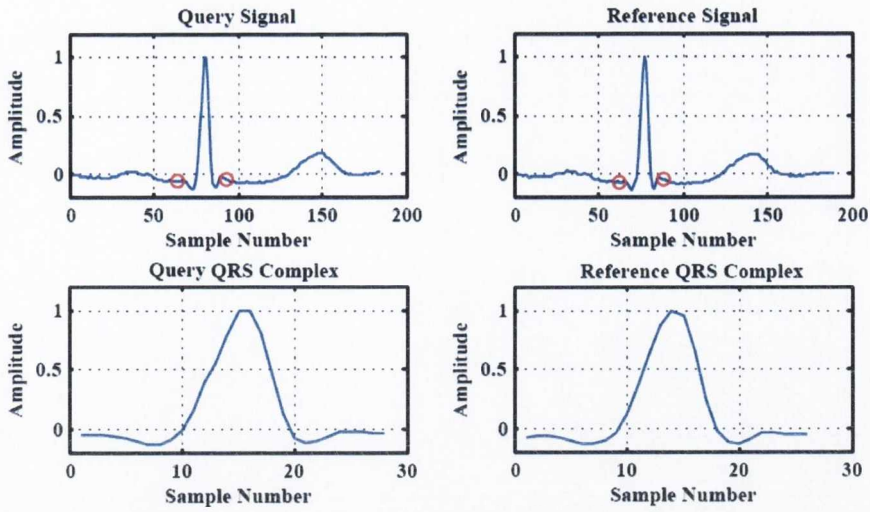 Query Signal
1
0.5
0
Amplitude
0 50 100 150 200
Sample Number
Reference Signal
1
0.5
0
Amplitude
0 50 100 150 200
Sample Number
Query QRS Complex
1
0.5
0
Amplitude
0 10 20 30
Sample Number
Reference QRS Complex
1
0.5
0
Amplitude
0 10 20 30
Sample Number